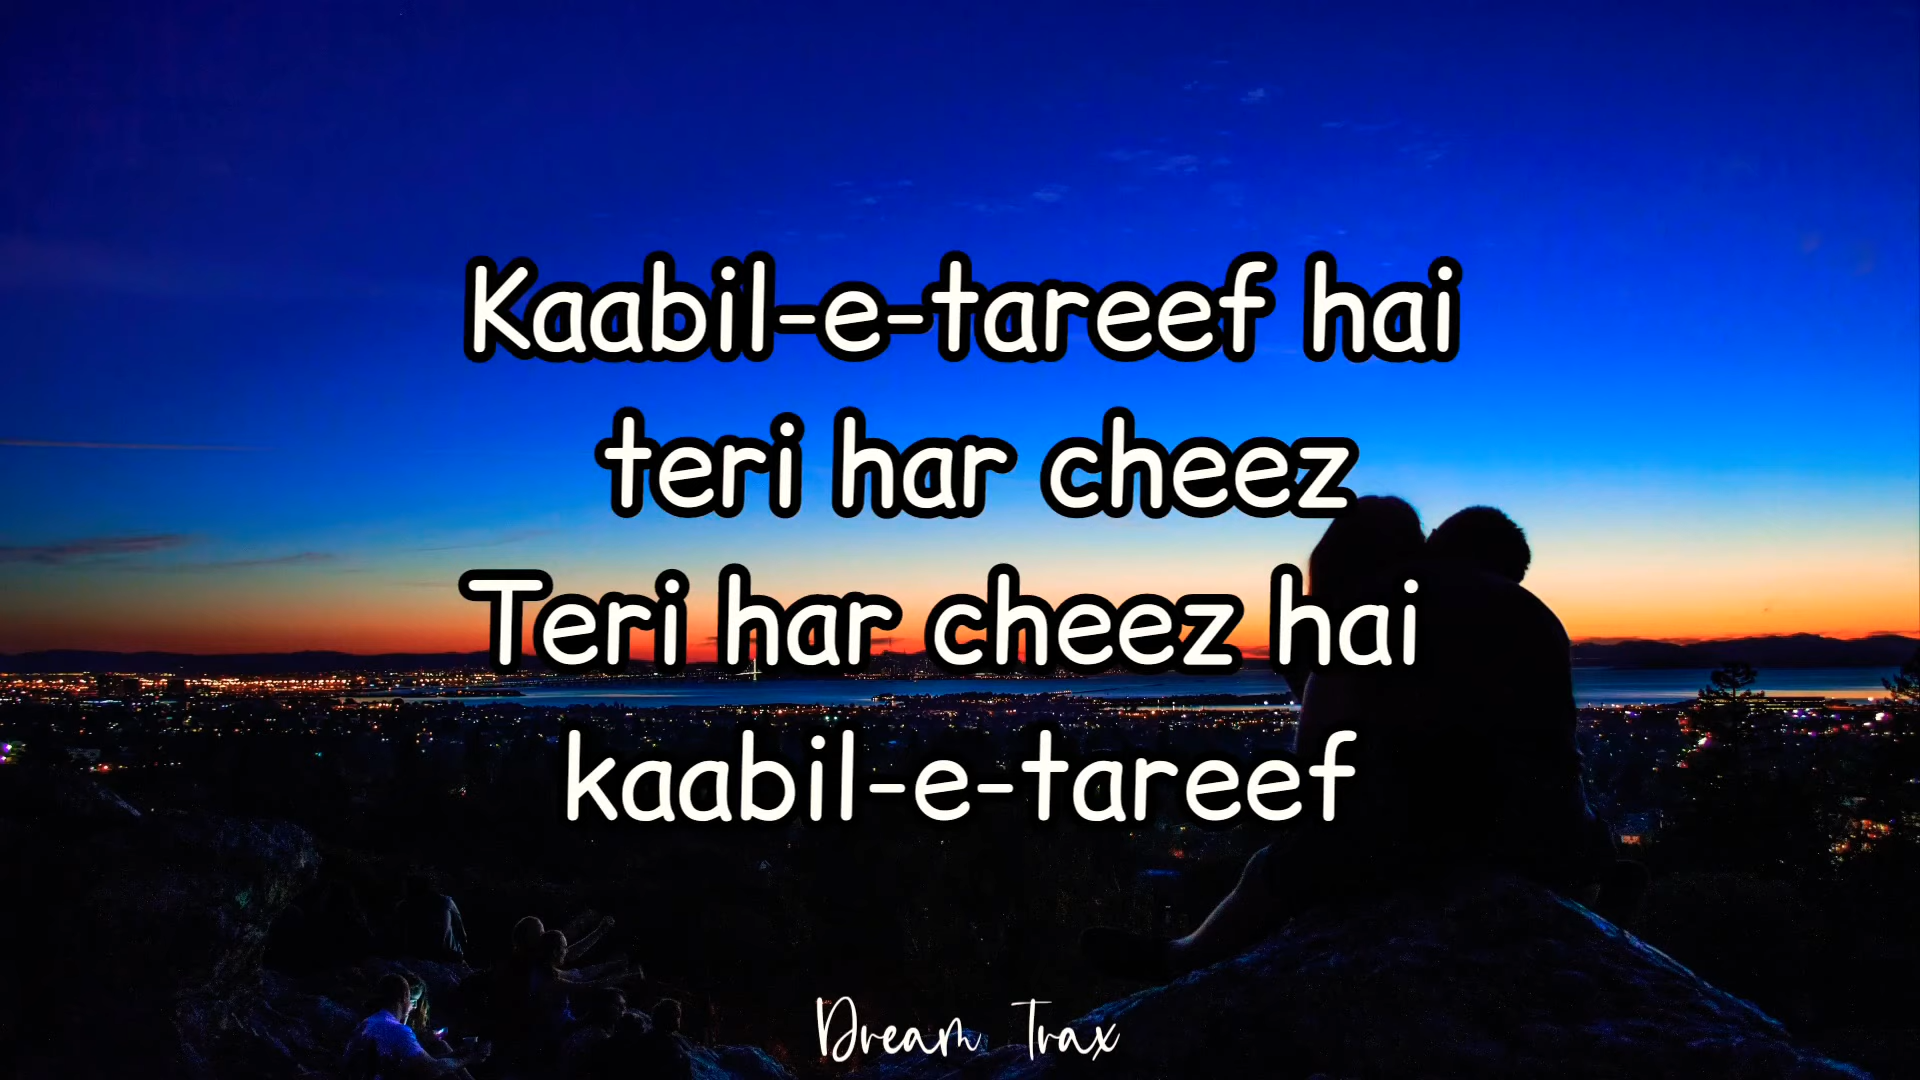 Kaabil-e-tareef hai
teri har cheez
Teri har cheez hai
kaabil-e-tareef
Dream Trax